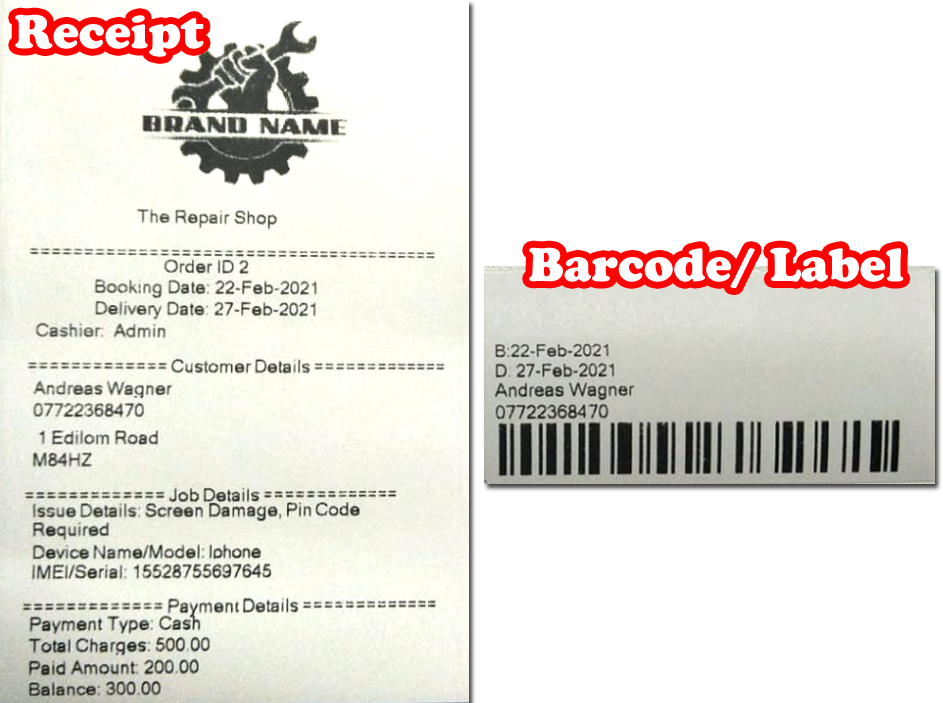 Receipt
BRAND NAME
The Repair Shop
======================================
Order ID 2
Booking Date: 22-Feb-2021
Delivery Date: 27-Feb-2021
Cashier: Admin
============= Customer Details ============
Andreas Wagner
07722368470
1 Edilom Road
M84HZ
============= Job Details ============
Issue Details: Screen Damage, Pin Code
Required
Device Name/Model: Iphone
IMEI/Serial: 15528755697645
============= Payment Details ============
Payment Type: Cash
Total Charges: 500.00
Paid Amount: 200.00
Balance: 300.00
Barcode/ Label
B:22-Feb-2021
D. 27-Feb-2021
Andreas Wagner
07722368470